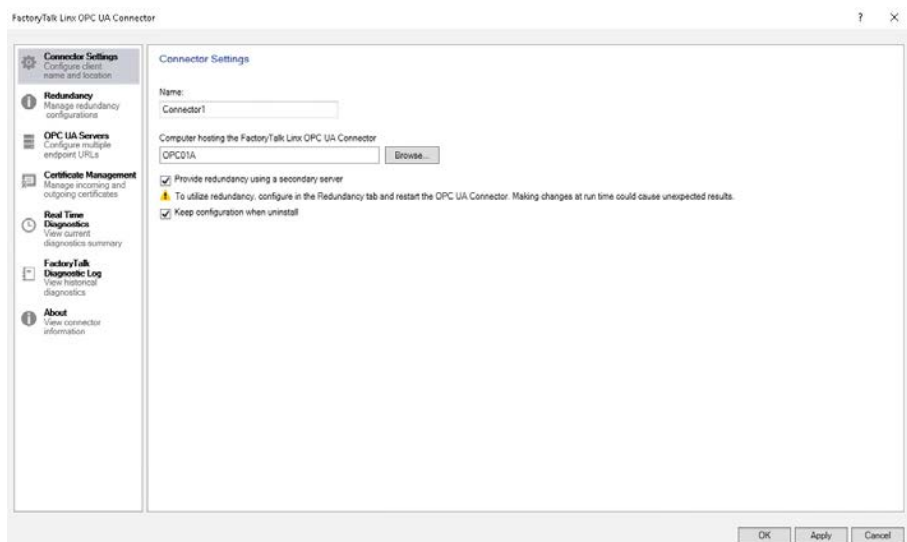 FactoryTalk Linx OPC UA Connector
?
Connector Settings
Configure client
name and location
Redundancy
Manage redundancy
configurations
OPC UA Servers
Configure multiple
endpoint URLs
Certificate Management
Manage incoming and
outgoing certificates
Real Time
Diagnostics
View current
diagnostics summary
FactoryTalk
Diagnostic Log
View historical
diagnostics
About
View connector
information
Connector Settings
Name:
Connector1
Computer hosting the FactoryTalk Linx OPC UA Connector
OPC01A
Browse...
Provide redundancy using a secondary server
To utilize redundancy, configure in the Redundancy tab and restart the OPC UA Connector. Making changes at run time could cause unexpected results.
Keep configuration when uninstall
OK
Apply
Cancel